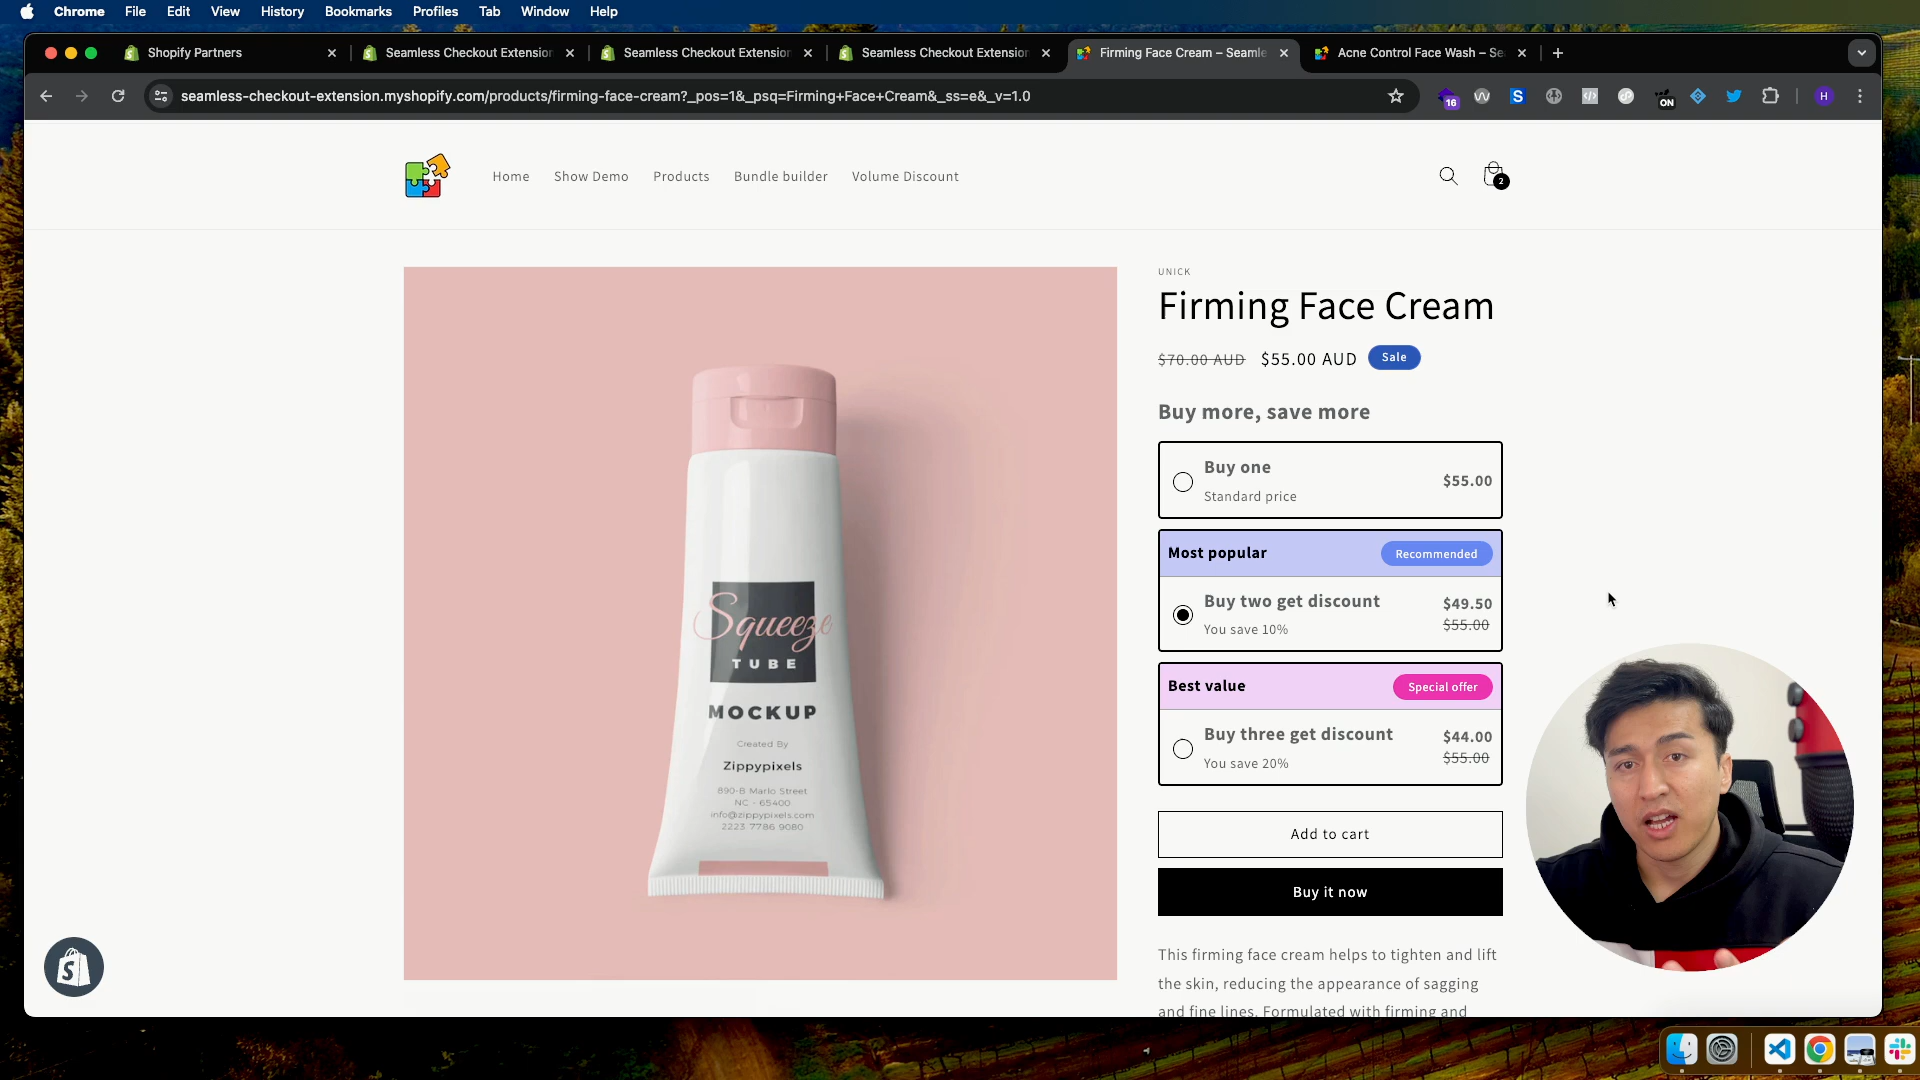 Chrome File Edit View History Bookmarks Profiles Tab Window Help
Shopify Partners
Seamless Checkout Extension
Seamless Checkout Extension
Seamless Checkout Extension
Firming Face Cream – Seamle
Acne Control Face Wash – Se
seamless-checkout-extension.myshopify.com/products/firming-face-cream?_pos=1&_psq=Firming+Face+Cream&_ss=e&_v=1.0
16
S
ON
H
Home Show Demo Products Bundle builder Volume Discount
2
UNICK
Firming Face Cream
$70.00 AUD $55.00 AUD Sale
Buy more, save more
Buy one
Standard price
$55.00
Most popular Recommended
Buy two get discount
You save 10%
$49.50
$55.00
Best value Special offer
Buy three get discount
You save 20%
$44.00
$55.00
Add to cart
Buy it now
This firming face cream helps to tighten and lift
the skin, reducing the appearance of sagging
and fine lines. Formulated with firming and
Squeeze
TUBE
MOCKUP
Created By
Zippypixels
890-B Marlo Street
NC - 65400
info@zippypixels.com
2223 7786 9080